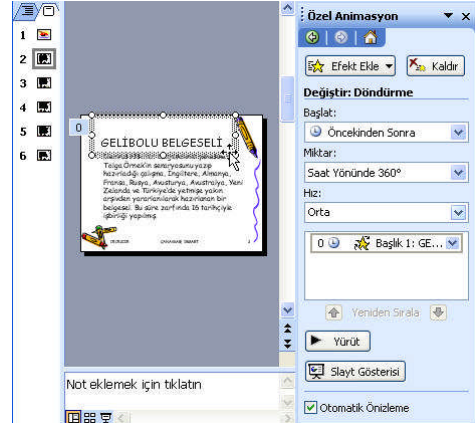 Özel Animasyon
1
2
3
4
5
6
Efekt Ekle
Kaldır
Değiştir: Döndürme
Başlat:
Öncekinden Sonra
Miktar:
Saat Yönünde 360°
Hız:
Orta
0 Başlık 1: GE...
Yeniden Sırala
Yürüt
Slayt Gösterisi
Otomatik Önizleme
0
GELİBOLU BELGESELİ
Tolga Örnek'in senaryosunu yazıp
hazırladığı çalışma, İngiltere, Almanya,
Fransa, Rusya, Avusturya, Avustralya, Yeni
Zelanda ve Türkiye'de yetmişe yakın
arşivden yararlanılarak hazırlanan bir
belgesel. Bu süre zarfında 16 tarihçiyle
işbirliği yapılmış
2
Not eklemek için tıklatın